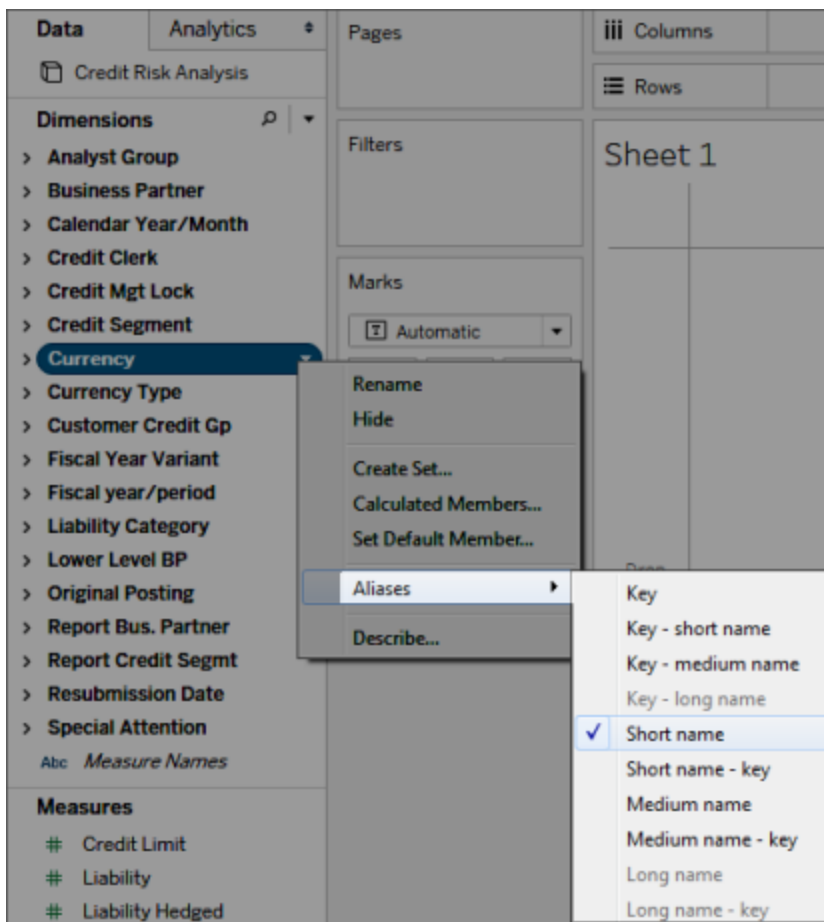 Data
Analytics
Credit Risk Analysis
Dimensions
Analyst Group
Business Partner
Calendar Year/Month
Credit Clerk
Credit Mgt Lock
Credit Segment
Currency
Currency Type
Customer Credit Gp
Fiscal Year Variant
Fiscal year/period
Liability Category
Lower Level BP
Original Posting
Report Bus. Partner
Report Credit Segmt
Resubmission Date
Special Attention
Abc Measure Names
Measures
# Credit Limit
# Liability
# Liability Hedged
Pages
Filters
Marks
T Automatic
Columns
Rows
Sheet 1
Rename
Hide
Create Set...
Calculated Members...
Set Default Member...
Aliases
Describe...
Key
Key - short name
Key - medium name
Key - long name
Short name
Short name - key
Medium name
Medium name - key
Long name
Long name - key